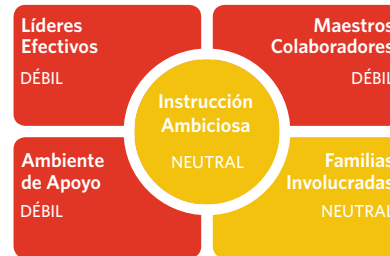 Líderes
Efectivos
DÉBIL
Maestros
Colaboradores
DÉBIL
Instrucción
Ambiciosa
NEUTRAL
Ambiente
de Apoyo
DÉBIL
Familias
Involucradas
NEUTRAL